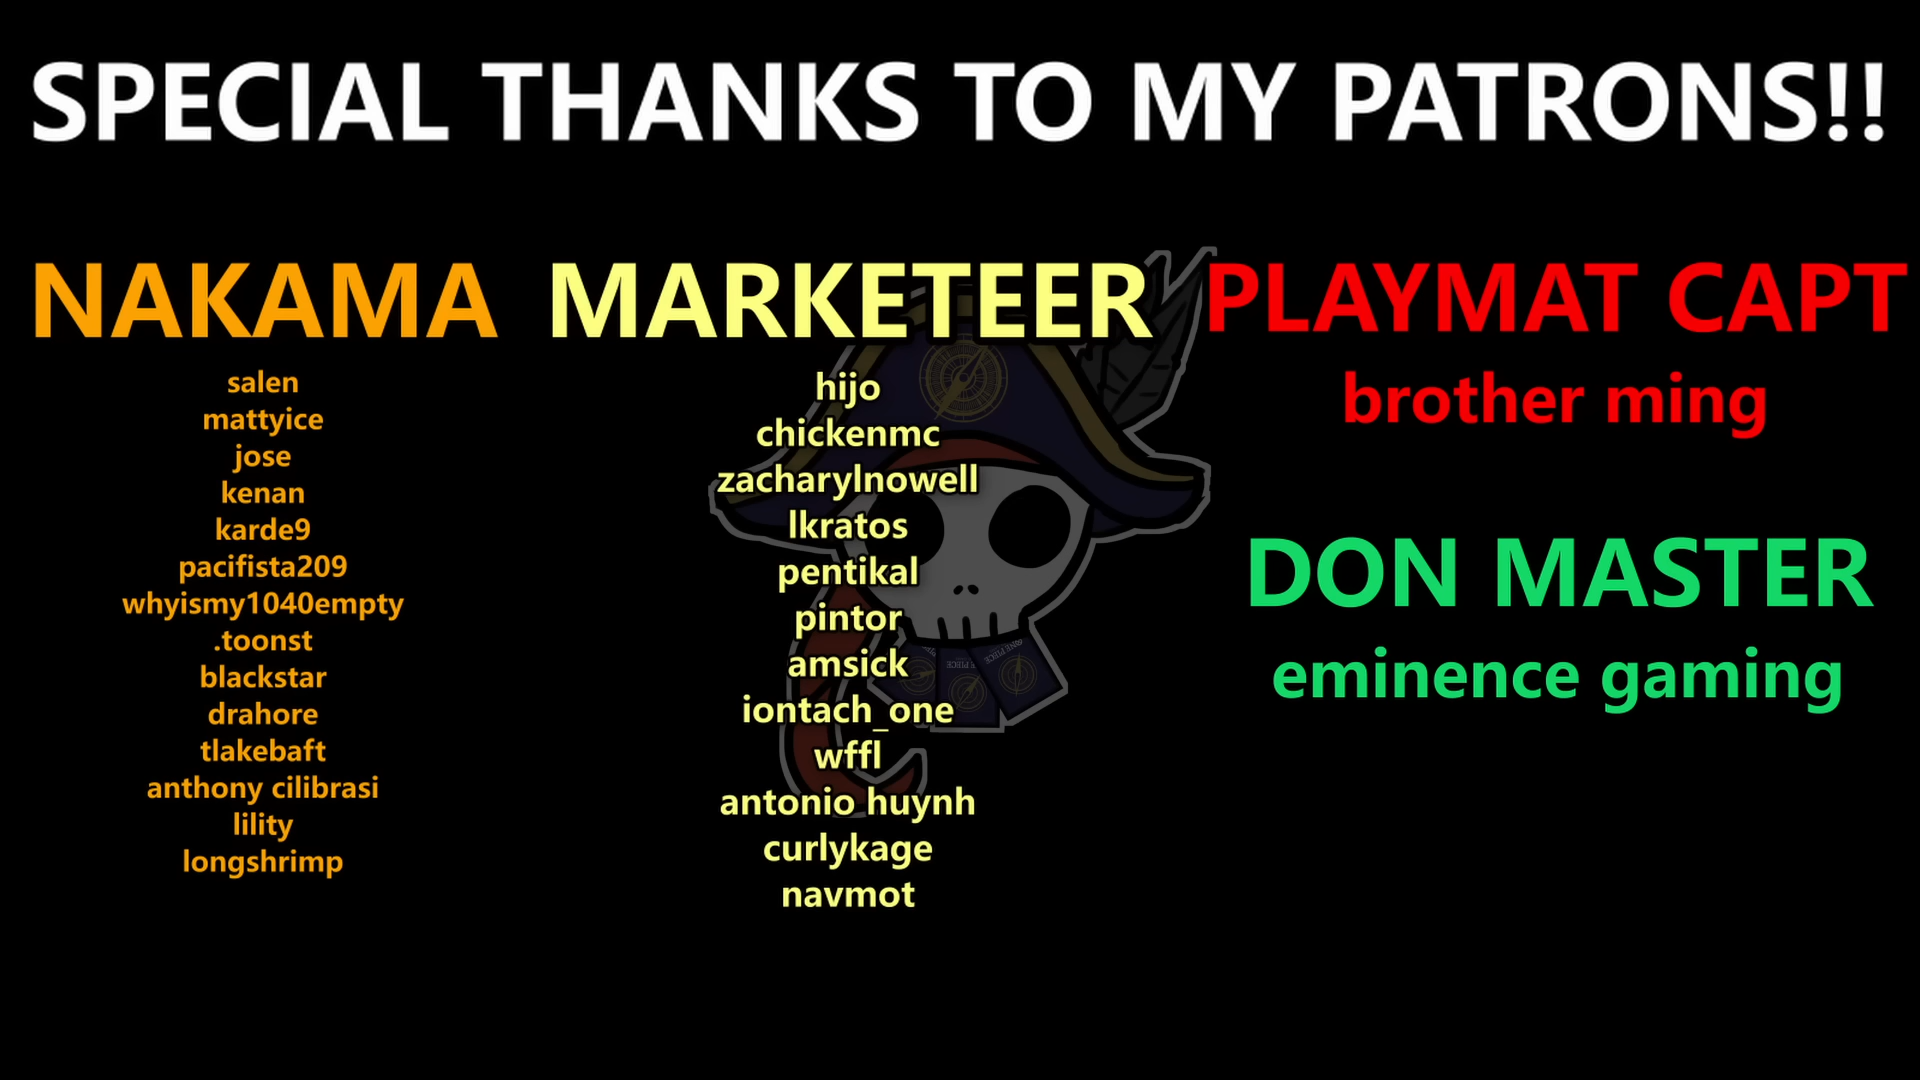 SPECIAL THANKS TO MY PATRONS!!
NAKAMA
salen
mattyice
jose
kenan
karde9
pacifista209
whyismy1040empty
.toonst
blackstar
drahore
tlakebaft
anthony cilibrasi
lility
longshrimp
MARKETEER
hijo
chickenmc
zacharylnowell
lkratos
pentikal
pintor
amsick
iontach_one
wffl
antonio huynh
curlykage
navmot
PLAYMAT CAPT
brother ming
DON MASTER
eminence gaming